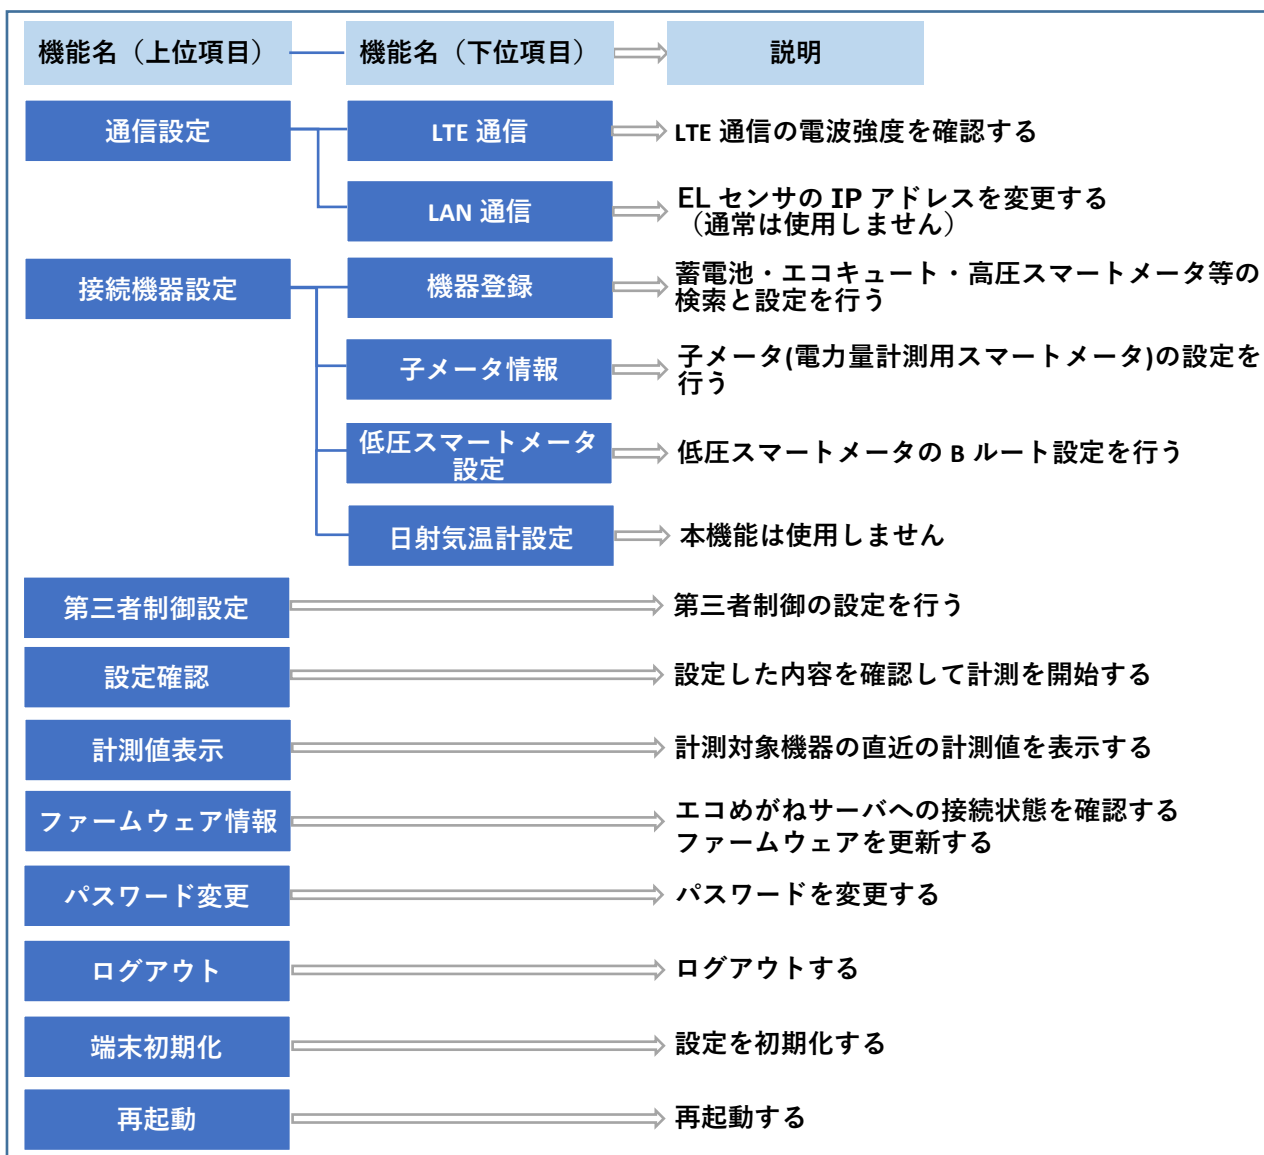 機能名（上位項目） 機能名（下位項目） 説明
通信設定 LTE 通信 LTE 通信の電波強度を確認する
LAN 通信 EL センサの IP アドレスを変更する
（通常は使用しません）
接続機器設定 機器登録 蓄電池・エコキュート・高圧スマートメータ等の
検索と設定を行う
子メータ情報 子メータ(電力量計測用スマートメータ)の設定を
行う
低圧スマートメータ
設定 低圧スマートメータの B ルート設定を行う
日射気温計設定 本機能は使用しません
第三者制御設定 第三者制御の設定を行う
設定確認 設定した内容を確認して計測を開始する
計測値表示 計測対象機器の直近の計測値を表示する
ファームウェア情報 エコめがねサーバへの接続状態を確認する
ファームウェアを更新する
パスワード変更 パスワードを変更する
ログアウト ログアウトする
端末初期化 設定を初期化する
再起動 再起動する